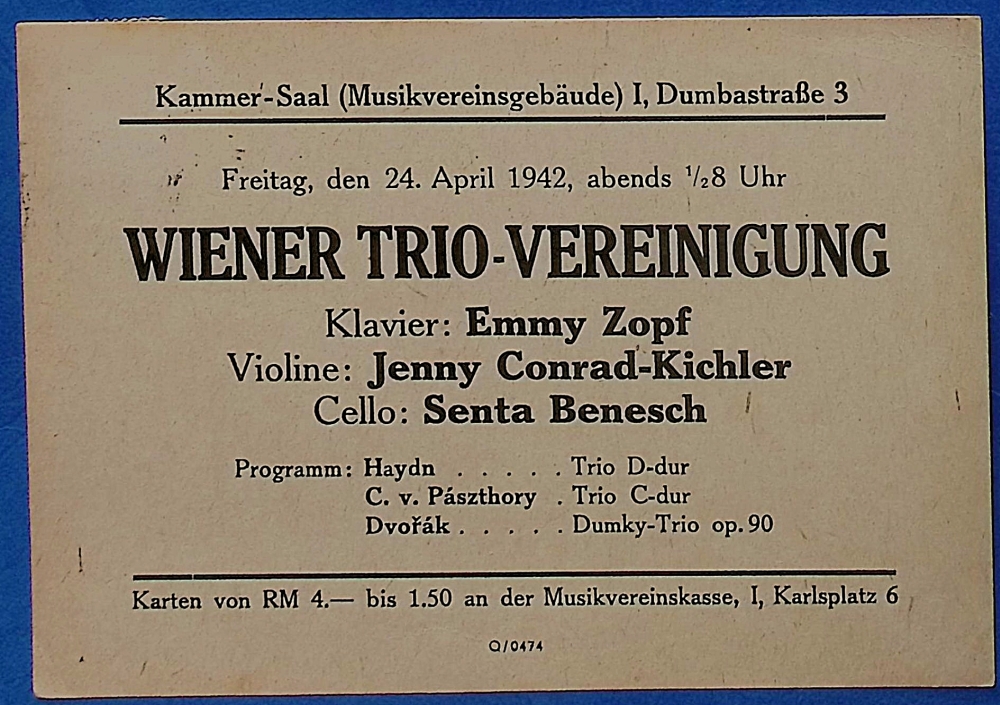 Kammer-Saal (Musikvereinsgebäude) I, Dumbastraße 3
Freitag, den 24. April 1942, abends ½8 Uhr
WIENER TRIO-VEREINIGUNG
Klavier: Emmy Zopf
Violine: Jenny Conrad-Kichler
Cello: Senta Benesch
Programm: Haydn . . . . . Trio D-dur
C. v. Pászthory . Trio C-dur
Dvořák . . . . . Dumky-Trio op. 90
Karten von RM 4.— bis 1.50 an der Musikvereinskasse, I, Karlsplatz 6
Q/0474